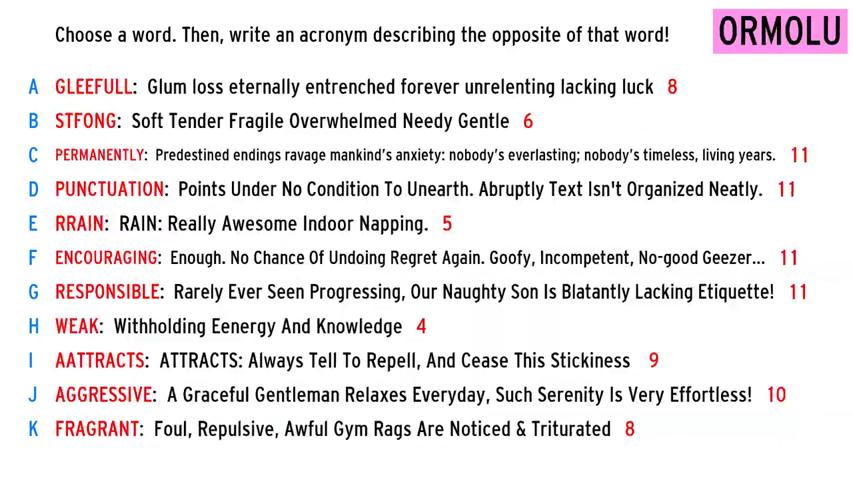 Choose a word. Then, write an acronym describing the opposite of that word!
ORMOLU
A GLEEFULL: Glum loss eternally entrenched forever unrelenting lacking luck 8
B STFONG: Soft Tender Fragile Overwhelmed Needy Gentle 6
C PERMANENTLY: Predestined endings ravage mankind's anxiety: nobody's everlasting; nobody's timeless, living years. 11
D PUNCTUATION: Points Under No Condition To Unearth. Abruptly Text Isn't Organized Neatly. 11
E RRAIN: RAIN: Really Awesome Indoor Napping. 5
F ENCOURAGING: Enough. No Chance Of Undoing Regret Again. Goofy, Incompetent, No-good Geezer... 11
G RESPONSIBLE: Rarely Ever Seen Progressing, Our Naughty Son Is Blatantly Lacking Etiquette! 11
H WEAK: Withholding Eenergy And Knowledge 4
I AATTRACTS: ATTRACTS: Always Tell To Repell, And Cease This Stickiness 9
J AGGRESSIVE: A Graceful Gentleman Relaxes Everyday, Such Serenity Is Very Effortless! 10
K FRAGRANT: Foul, Repulsive, Awful Gym Rags Are Noticed & Triturated 8